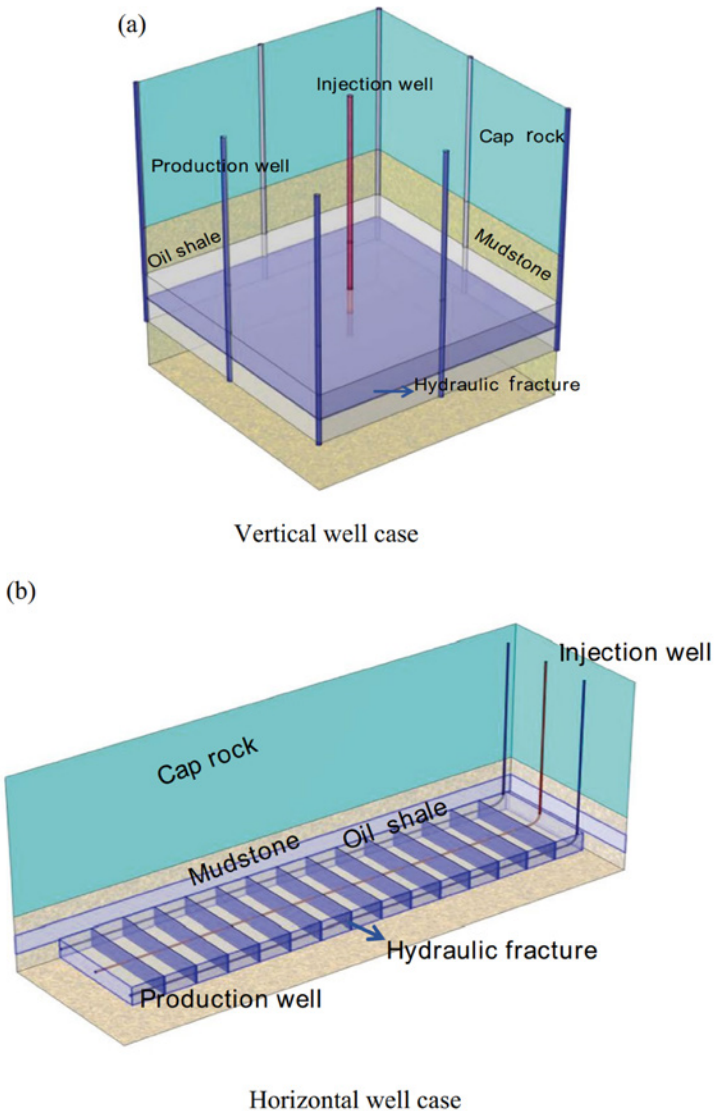 (a)
Injection well
Cap rock
Production well
Oil shale
Mudstone
Hydraulic fracture
Vertical well case
(b)
Injection well
Cap rock
Oil shale
Mudstone
Hydraulic fracture
Production well
Horizontal well case